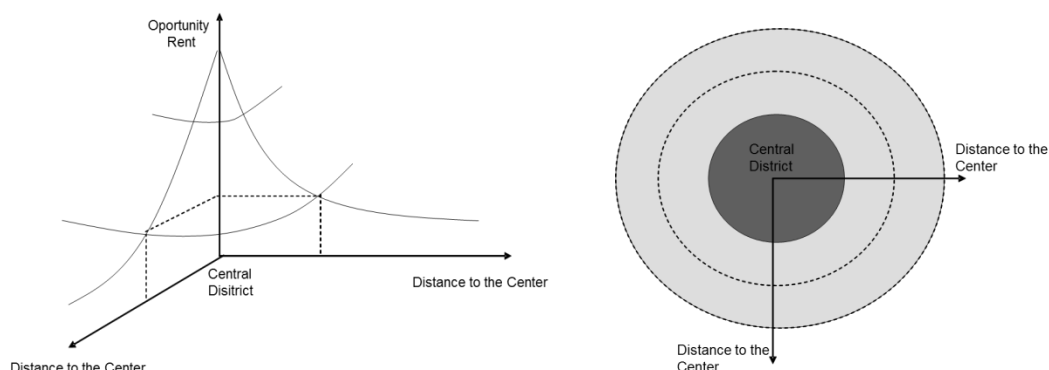 Oportunity
Rent
Central
Disitrict
Distance to the Center
Distance to the Center
Central
District
Distance to the
Center
Distance to the
Center